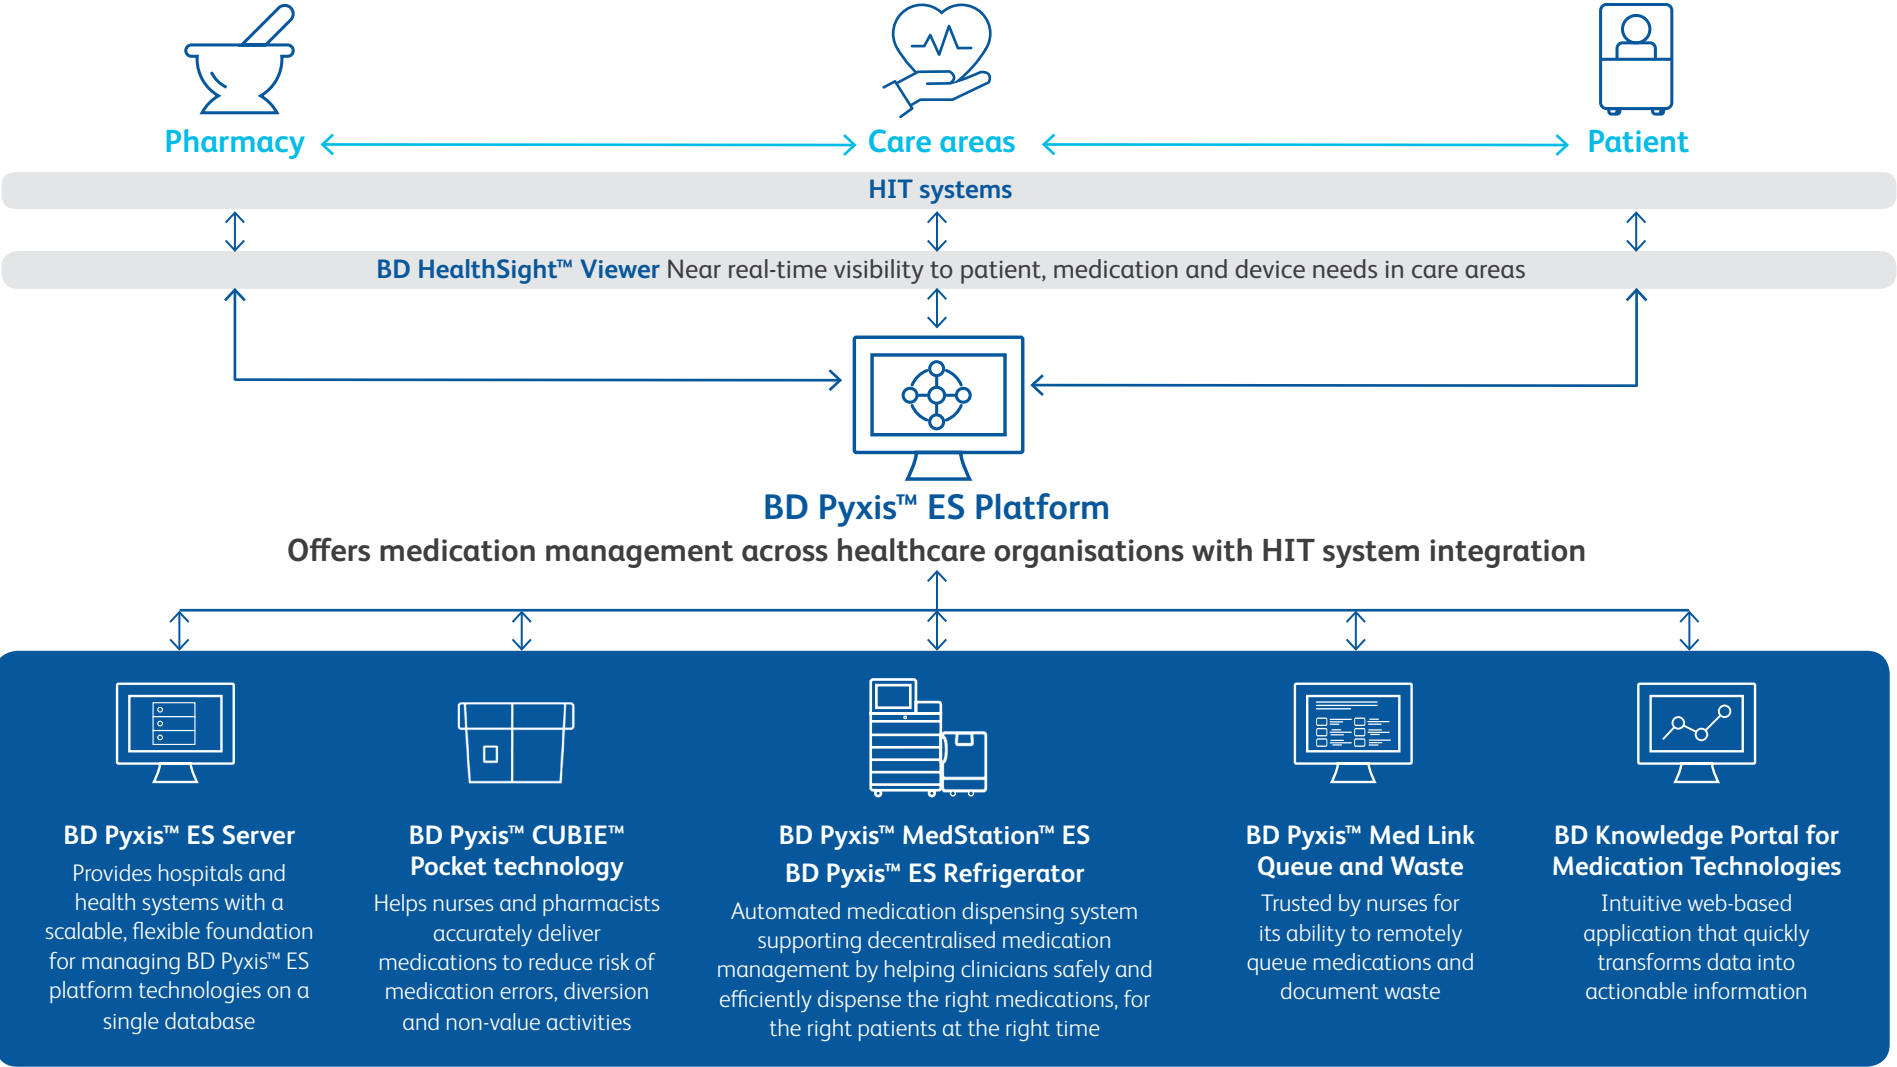 Pharmacy
Care areas
Patient
HIT systems
BD HealthSight™ Viewer Near real-time visibility to patient, medication and device needs in care areas
BD Pyxis™ ES Platform
Offers medication management across healthcare organisations with HIT system integration
BD Pyxis™ ES Server
Provides hospitals and
health systems with a
scalable, flexible foundation
for managing BD Pyxis™ ES
platform technologies on a
single database
BD Pyxis™ CUBIE™
Pocket technology
Helps nurses and pharmacists
accurately deliver
medications to reduce risk of
medication errors, diversion
and non-value activities
BD Pyxis™ MedStation™ ES
BD Pyxis™ ES Refrigerator
Automated medication dispensing system
supporting decentralised medication
management by helping clinicians safely and
efficiently dispense the right medications, for
the right patients at the right time
BD Pyxis™ Med Link
Queue and Waste
Trusted by nurses for
its ability to remotely
queue medications and
document waste
BD Knowledge Portal for
Medication Technologies
Intuitive web-based
application that quickly
transforms data into
actionable information